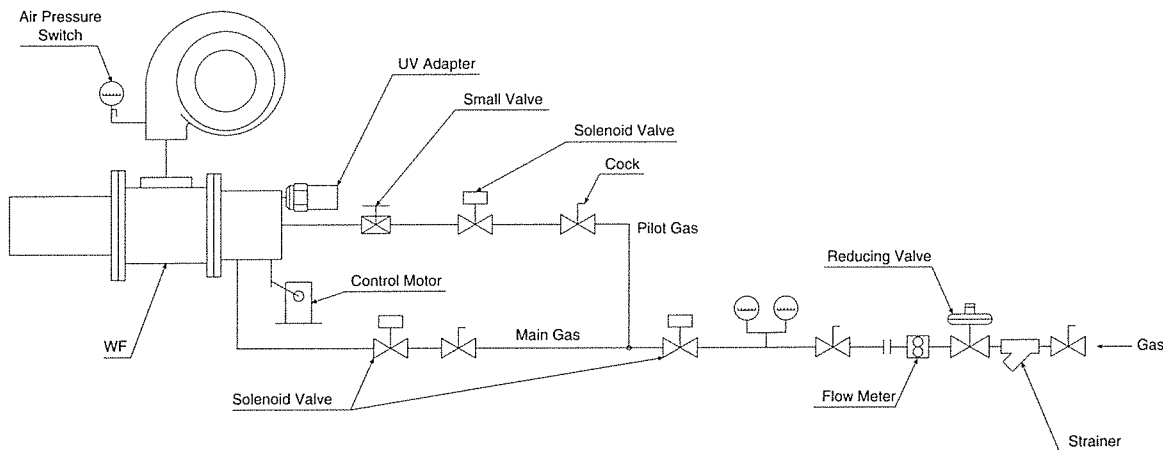 Air Pressure
Switch
UV Adapter
Small Valve
Solenoid Valve
Cock
Pilot Gas
Reducing Valve
Control Motor
WF
Main Gas
Gas
Solenoid Valve
Flow Meter
Strainer